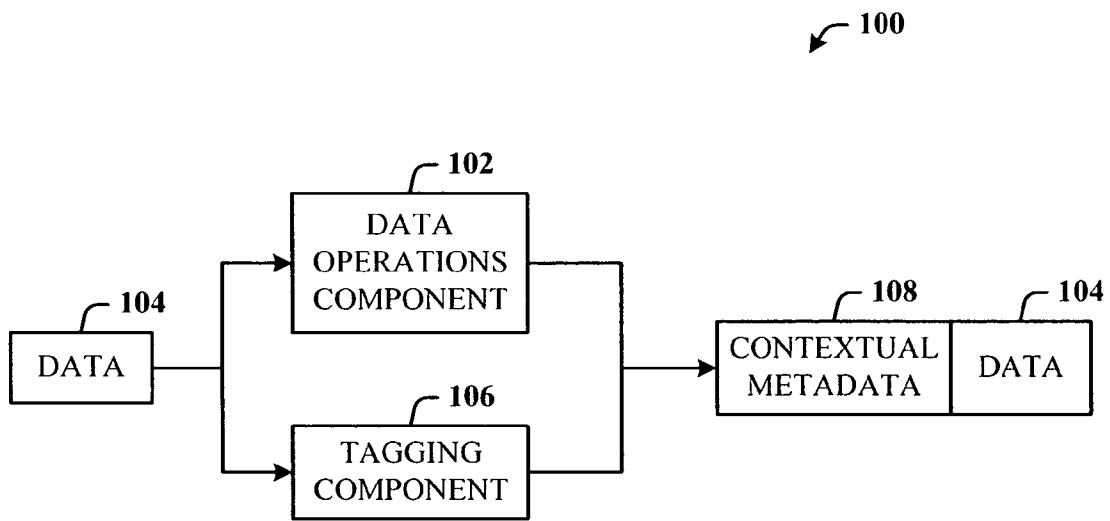 100
102
DATA
OPERATIONS
COMPONENT
104
DATA
106
TAGGING
COMPONENT
108
CONTEXTUAL
METADATA
104
DATA